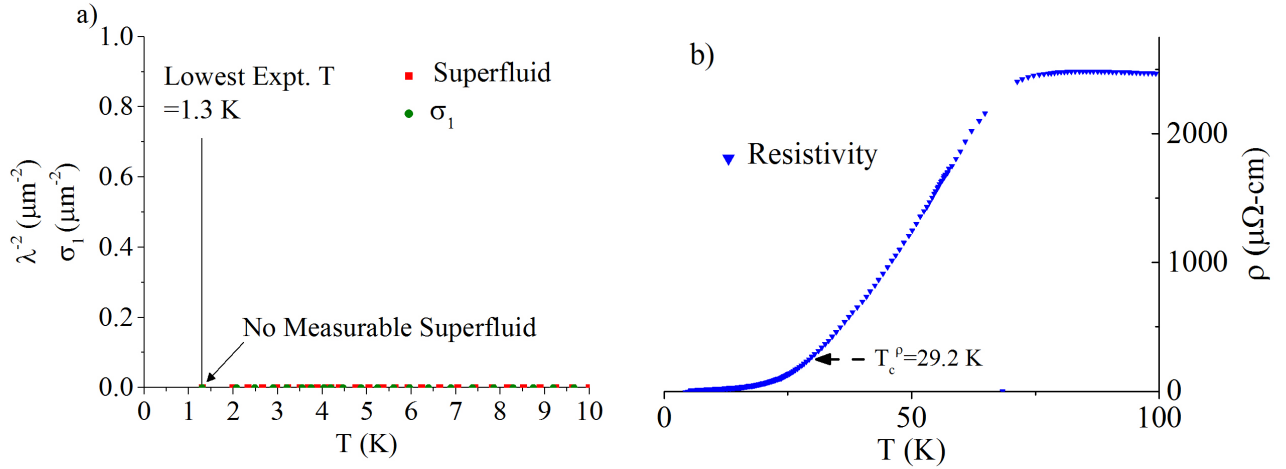 a)
1.0
0.8
0.6
0.4
0.2
0.0
λ⁻² (μm⁻²)
σ₁ (μm⁻²)
Lowest Expt. T
=1.3 K
Superfluid
σ₁
No Measurable Superfluid
0 1 2 3 4 5 6 7 8 9 10
T (K)
b)
Resistivity
T_c^ρ=29.2 K
2000
1000
0
ρ (μΩ-cm)
0 50 100
T (K)